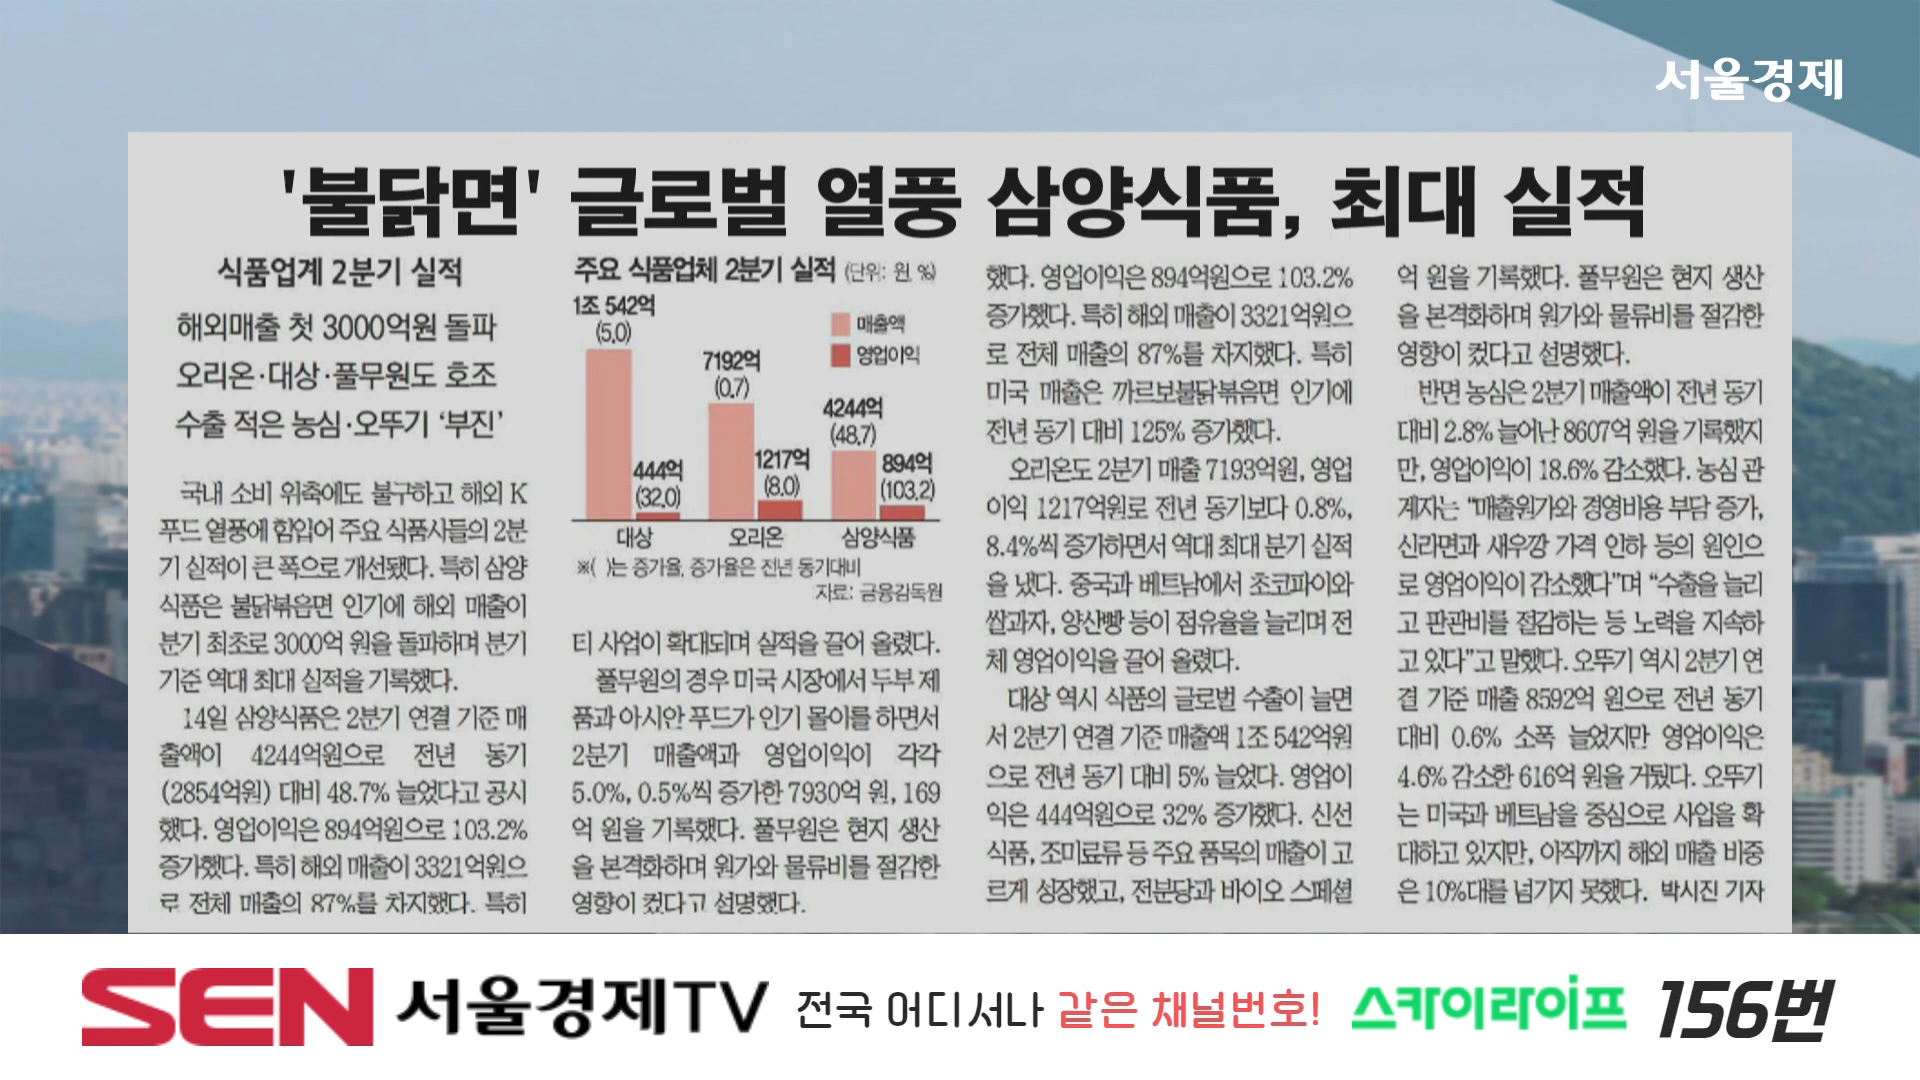 서울경제
'불닭면' 글로벌 열풍 삼양식품, 최대 실적
식품업계 2분기 실적
해외매출 첫 3000억원 돌파
오리온·대상·풀무원도 호조
수출 적은 농심·오뚜기 ‘부진’
국내 소비 위축에도 불구하고 해외 K
푸드 열풍에 힘입어 주요 식품사들의 2분
기 실적이 큰 폭으로 개선됐다. 특히 삼양
식품은 불닭볶음면 인기에 해외 매출이
분기 최초로 3000억 원을 돌파하며 분기
기준 역대 최대 실적을 기록했다.
14일 삼양식품은 2분기 연결 기준 매
출액이 4244억원으로 전년 동기
(2854억원) 대비 48.7% 늘었다고 공시
했다. 영업이익은 894억원으로 103.2%
증가했다. 특히 해외 매출이 3321억원으
로 전체 매출의 87%를 차지했다. 특히
주요 식품업체 2분기 실적 (단위: 원, %)
1조 542억
(5.0)
444억
(32.0)
7192억
(0.7)
1217억
(8.0)
4244억
(48.7)
894억
(103.2)
매출액
영업이익
대상 오리온 삼양식품
※( )는 증가율, 증가율은 전년 동기대비
자료: 금융감독원
티 사업이 확대되며 실적을 끌어 올렸다.
풀무원의 경우 미국 시장에서 두부 제
품과 아시안 푸드가 인기 몰이를 하면서
2분기 매출액과 영업이익이 각각
5.0%, 0.5%씩 증가한 7930억 원, 169
억 원을 기록했다. 풀무원은 현지 생산
을 본격화하며 원가와 물류비를 절감한
영향이 컸다고 설명했다.
했다. 영업이익은 894억원으로 103.2%
증가했다. 특히 해외 매출이 3321억원으
로 전체 매출의 87%를 차지했다. 특히
미국 매출은 까르보불닭볶음면 인기에
전년 동기 대비 125% 증가했다.
오리온도 2분기 매출 7193억원, 영업
이익 1217억원로 전년 동기보다 0.8%,
8.4%씩 증가하면서 역대 최대 분기 실적
을 냈다. 중국과 베트남에서 초코파이와
쌀과자, 양산빵 등이 점유율을 늘리며 전
체 영업이익을 끌어 올렸다.
대상 역시 식품의 글로벌 수출이 늘면
서 2분기 연결 기준 매출액 1조 542억원
으로 전년 동기 대비 5% 늘었다. 영업이
익은 444억원으로 32% 증가했다. 신선
식품, 조미료류 등 주요 품목의 매출이 고
르게 성장했고, 전분당과 바이오 스페셜
억 원을 기록했다. 풀무원은 현지 생산
을 본격화하며 원가와 물류비를 절감한
영향이 컸다고 설명했다.
반면 농심은 2분기 매출액이 전년 동기
대비 2.8% 늘어난 8607억 원을 기록했지
만, 영업이익이 18.6% 감소했다. 농심 관
계자는 “매출원가와 경영비용 부담 증가,
신라면과 새우깡 가격 인하 등의 원인으
로 영업이익이 감소했다”며 “수출을 늘리
고 판관비를 절감하는 등 노력을 지속하
고 있다”고 말했다. 오뚜기 역시 2분기 연
결 기준 매출 8592억 원으로 전년 동기
대비 0.6% 소폭 늘었지만 영업이익은
4.6% 감소한 616억 원을 거뒀다. 오뚜기
는 미국과 베트남을 중심으로 사업을 확
대하고 있지만, 아직까지 해외 매출 비중
은 10%대를 넘기지 못했다. 박시진 기자
SEN 서울경제TV 전국 어디서나 같은 채널번호! 스카이라이프 156번